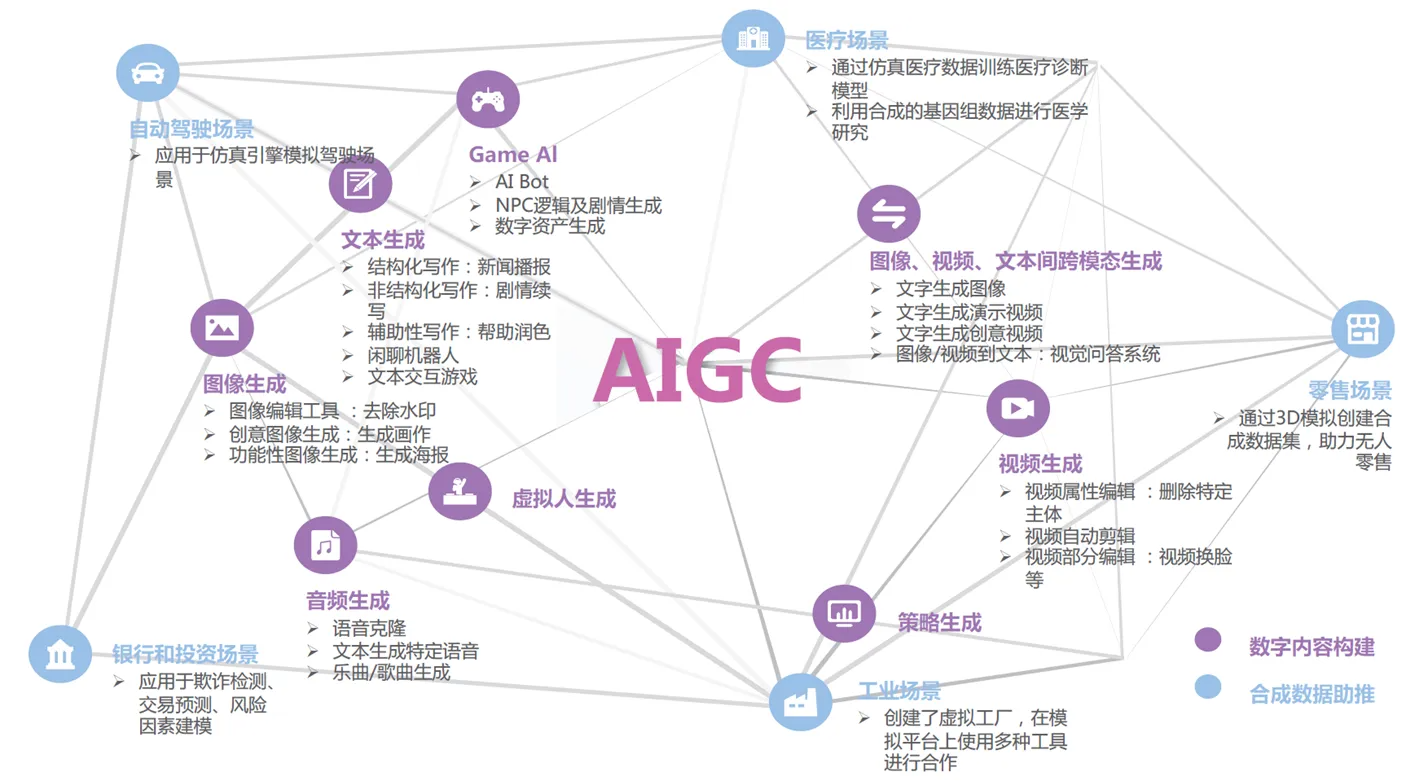 医疗场景
➢ 通过仿真医疗数据训练医疗诊断
模型
➢ 利用合成的基因组数据进行医学
研究
自动驾驶场景
➢ 应用于仿真引擎模拟驾驶场
景
Game AI
➢ AI Bot
➢ NPC逻辑及剧情生成
➢ 数字资产生成
文本生成
➢ 结构化写作：新闻播报
➢ 非结构化写作：剧情续
写
➢ 辅助性写作：帮助润色
➢ 闲聊机器人
➢ 文本交互游戏
图像、视频、文本间跨模态生成
➢ 文字生成图像
➢ 文字生成演示视频
➢ 文字生成创意视频
➢ 图像/视频到文本：视觉问答系统
AIGC
图像生成
➢ 图像编辑工具 ：去除水印
➢ 创意图像生成：生成画作
➢ 功能性图像生成：生成海报
零售场景
➢ 通过3D模拟创建合
成数据集，助力无人
零售
视频生成
➢ 视频属性编辑 ：删除特定
主体
➢ 视频自动剪辑
➢ 视频部分编辑 ：视频换脸
等
虚拟人生成
音频生成
➢ 语音克隆
➢ 文本生成特定语音
➢ 乐曲/歌曲生成
策略生成
银行和投资场景
➢ 应用于欺诈检测、
交易预测、风险
因素建模
工业场景
➢ 创建了虚拟工厂，在模
拟平台上使用多种工具
进行合作
数字内容构建
合成数据助推